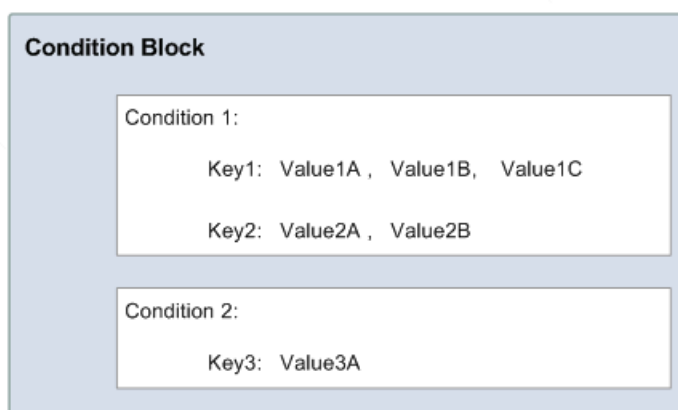 Condition Block
Condition 1:
Key1: Value1A , Value1B, Value1C
Key2: Value2A , Value2B
Condition 2:
Key3: Value3A